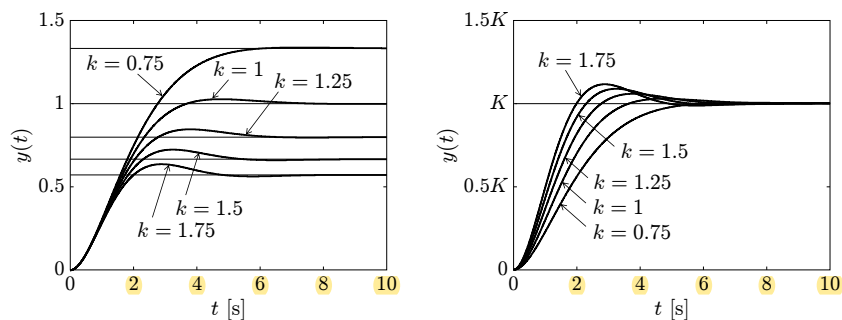 1.5
1
0.5
0
y(t)
k = 0.75
k = 1
k = 1.25
k = 1.5
k = 1.75
0 2 4 6 8 10
t [s]
1.5K
K
0.5K
0
y(t)
k = 1.75
k = 1.5
k = 1.25
k = 1
k = 0.75
0 2 4 6 8 10
t [s]